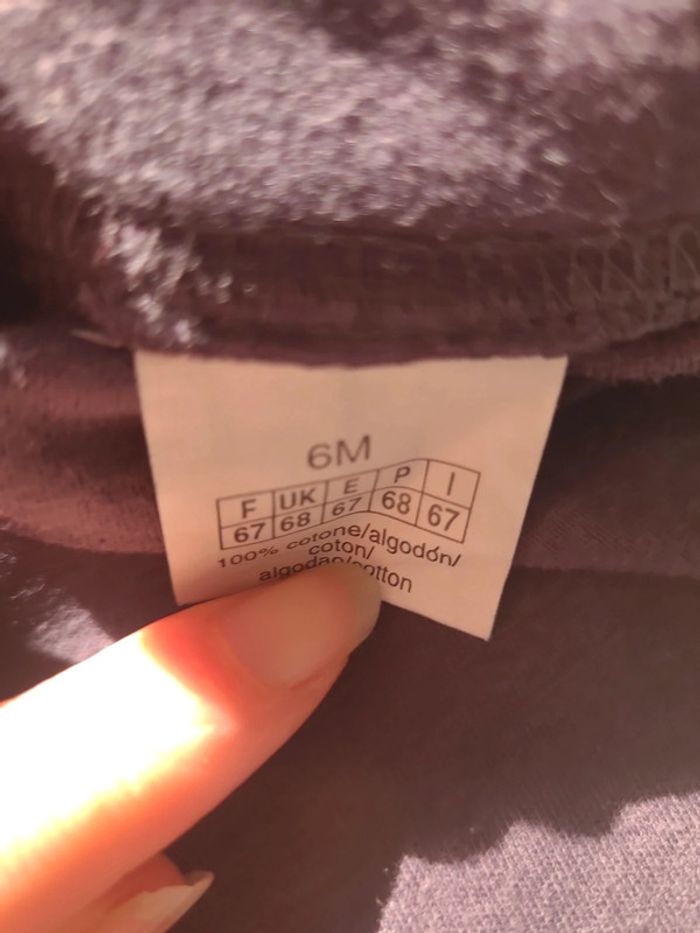 6M
F UK E P I
67 68 67 68 67
100% cotone/algodón/
coton/
algodao/cotton